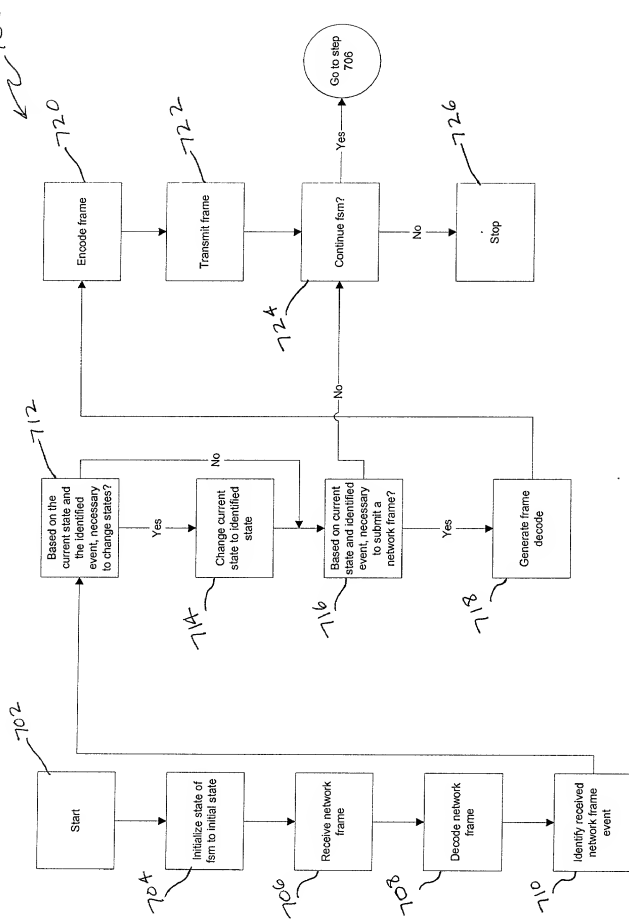 702
Start
704
Initialize state of
fsm to initial state
706
Receive network
frame
708
Decode network
frame
710
Identify received
network frame
event
712
Based on the
current state and
the identified
event, necessary
to change states?
No
Yes
714
Change current
state to identified
state
716
Based on current
state and identified
event, necessary
to submit a
network frame?
No
Yes
718
Generate frame
decode
720
Encode frame
722
Transmit frame
724
Continue fsm?
Yes
Go to step
706
No
726
Stop